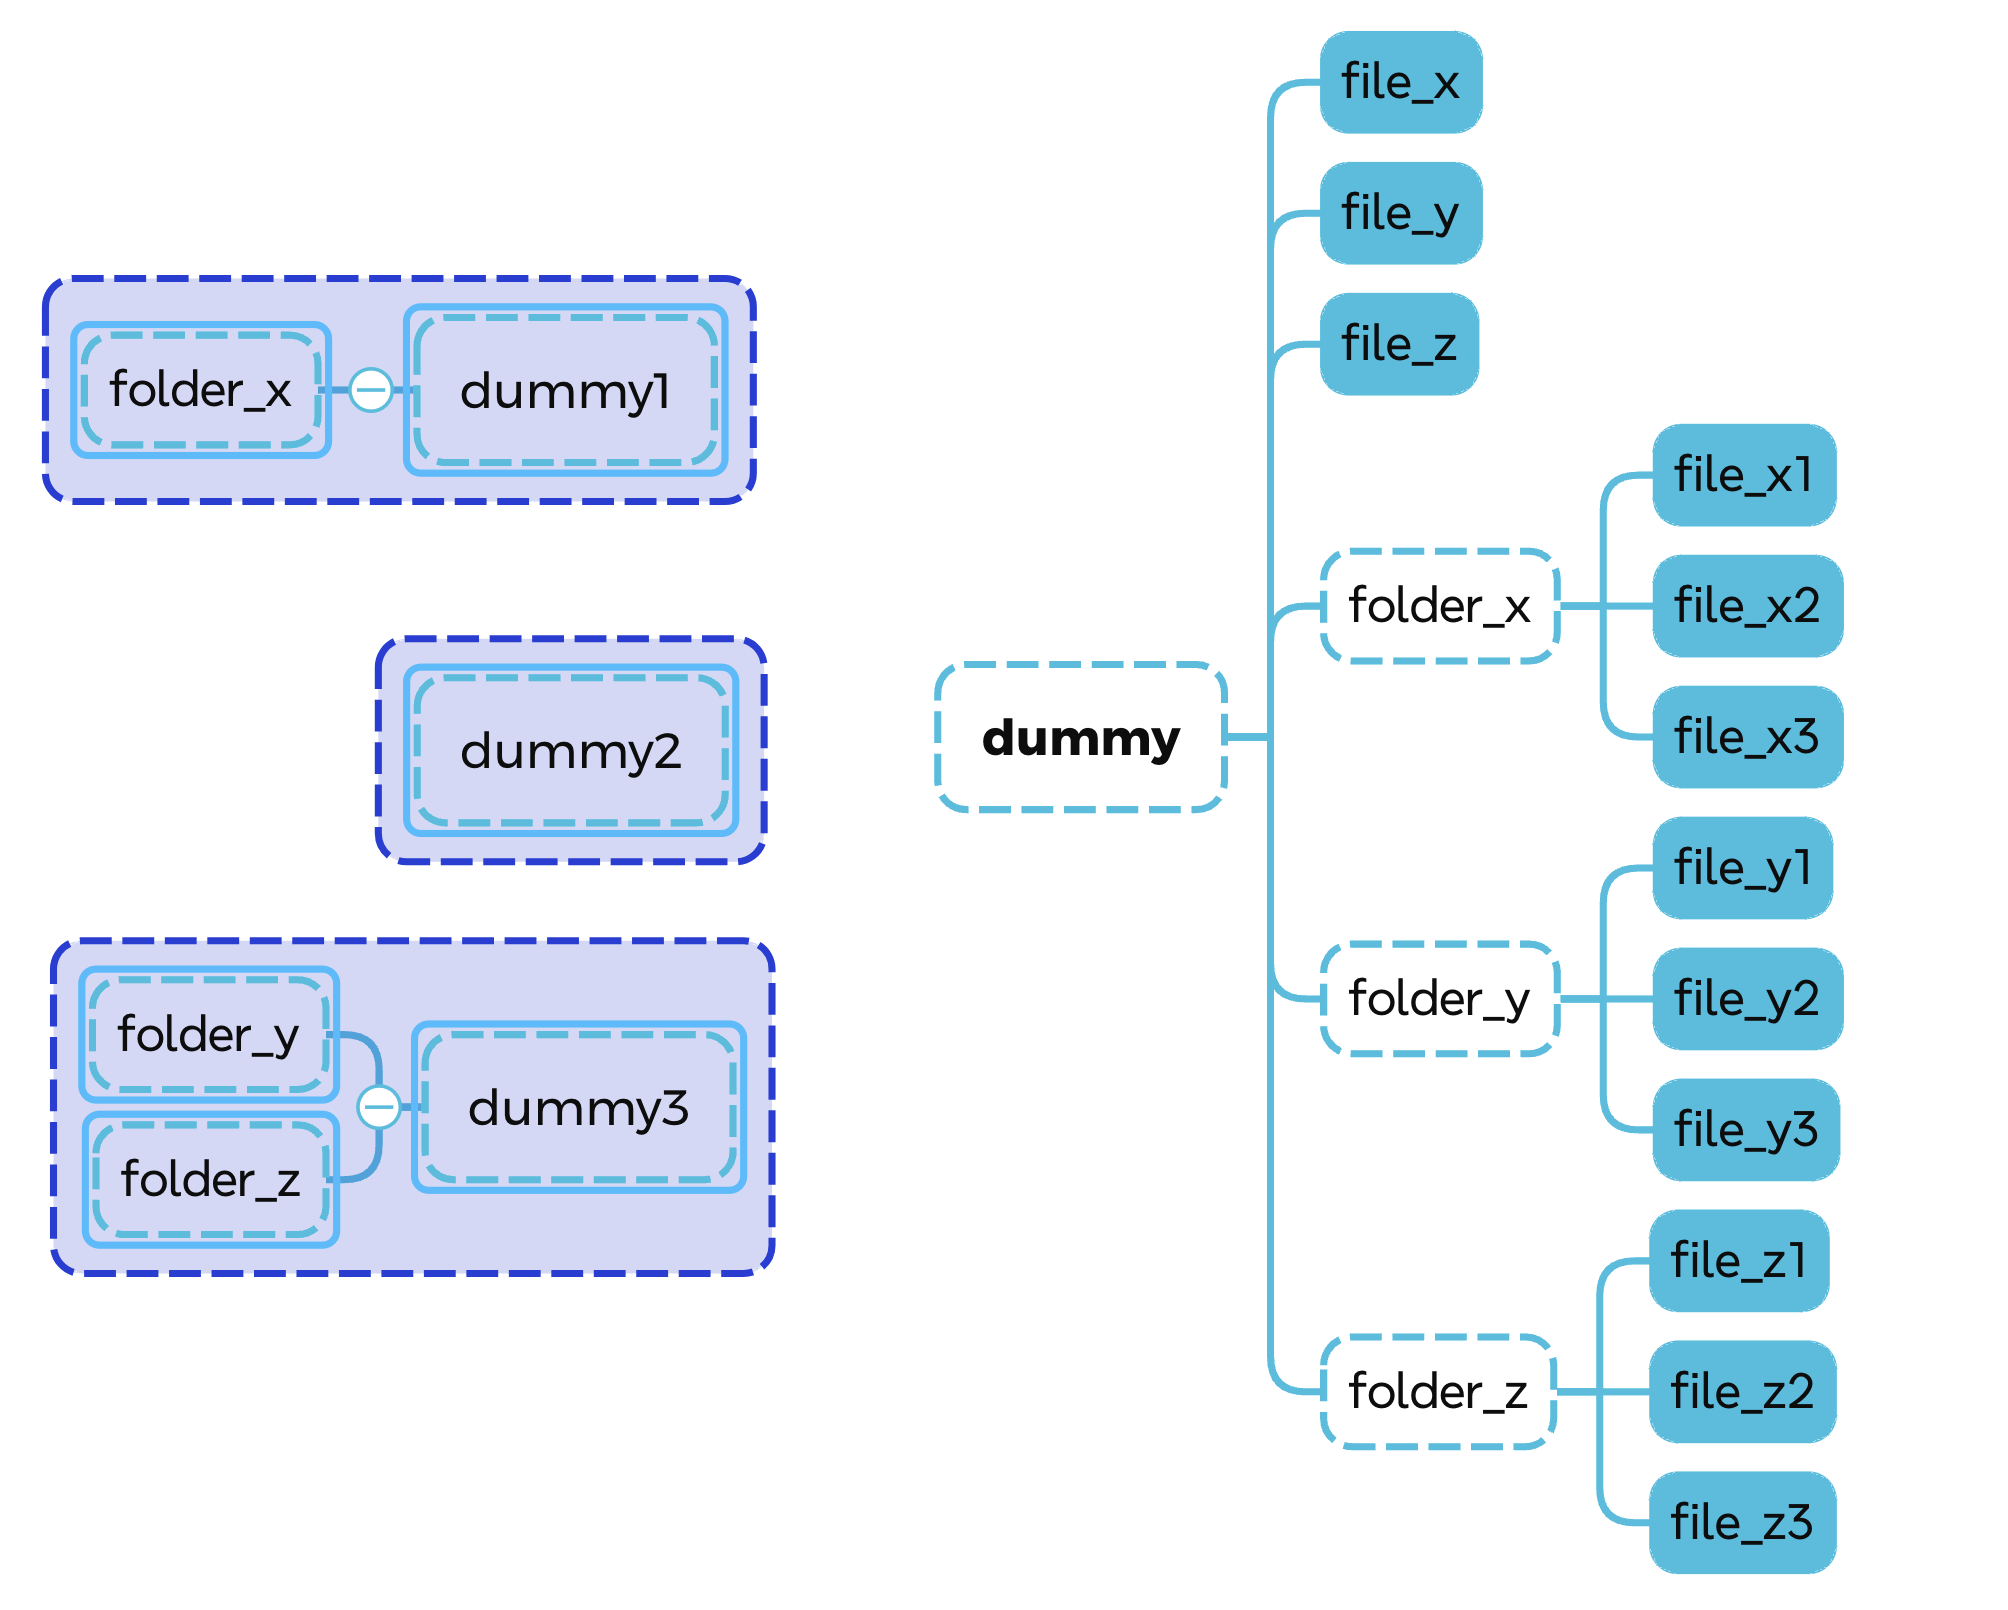 folder_x
dummy1
dummy2
folder_y
folder_z
dummy3
dummy
file_x
file_y
file_z
folder_x
file_x1
file_x2
file_x3
folder_y
file_y1
file_y2
file_y3
folder_z
file_z1
file_z2
file_z3